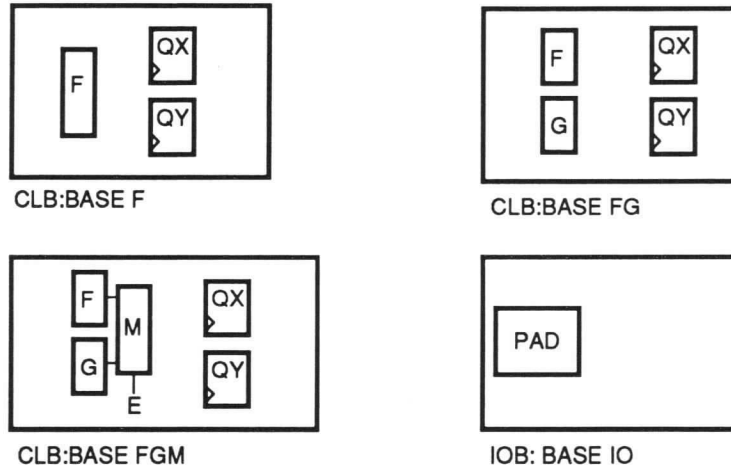 F
QX
QY
CLB:BASE F
F
G
QX
QY
CLB:BASE FG
F
G
M
E
QX
QY
CLB:BASE FGM
PAD
IOB: BASE IO